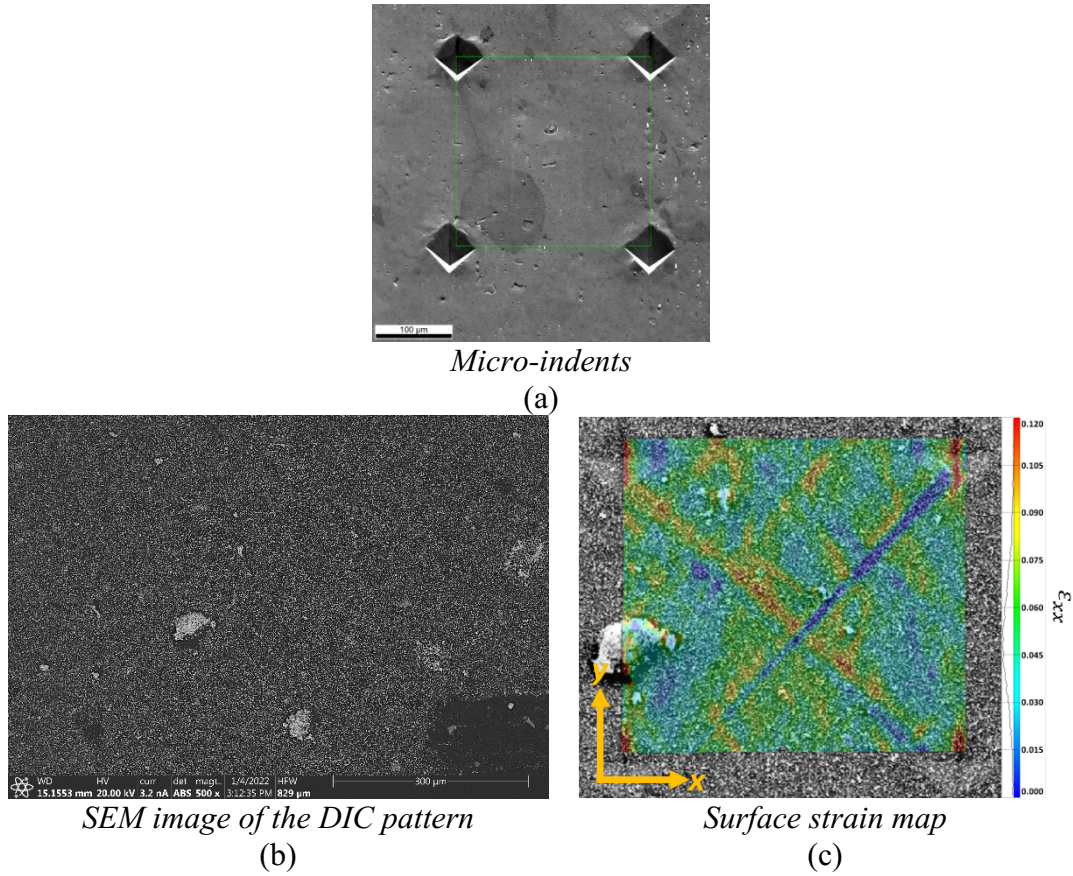 100 µm
Micro-indents
(a)
WD HV curr det mag 1/4/2022 HFW 300 µm
15.1553 mm 20.00 kV 3.2 nA ABS 500 x 3:12:35 PM 829 µm
SEM image of the DIC pattern
(b)
0.120
0.105
0.090
0.075
0.060
0.045
0.030
0.015
0.000
εxx
y
x
Surface strain map
(c)